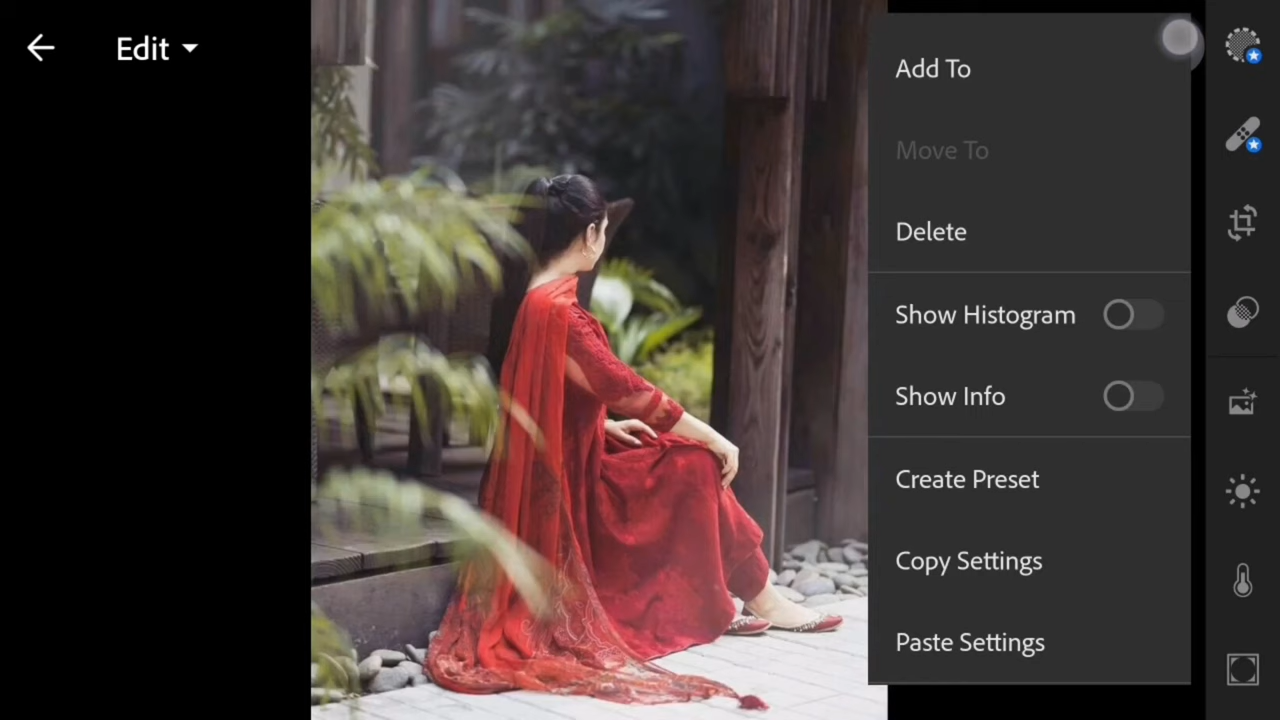 Edit
Add To
Move To
Delete
Show Histogram
Show Info
Create Preset
Copy Settings
Paste Settings